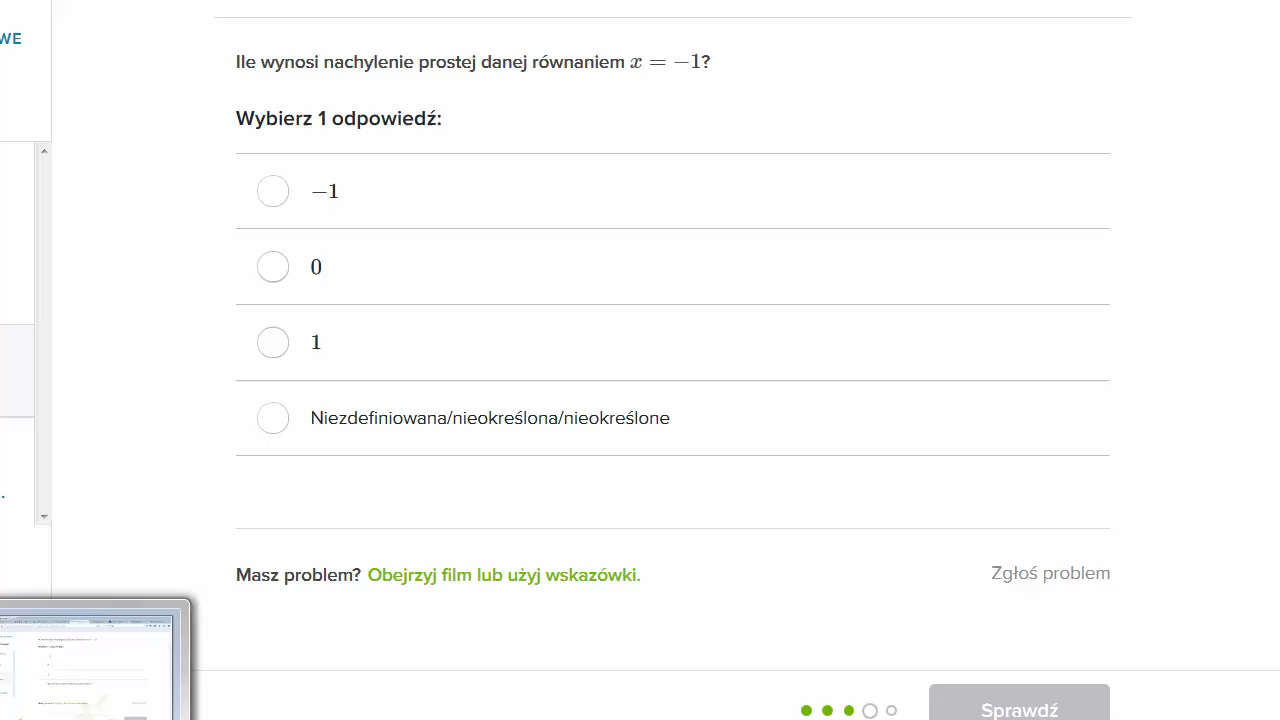 WE
Ile wynosi nachylenie prostej danej równaniem x = −1?
Wybierz 1 odpowiedź:
−1
0
1
Niezdefiniowana/nieokreślona/nieokreślone
.
Masz problem? Obejrzyj film lub użyj wskazówki.
Zgłoś problem
Sprawdź